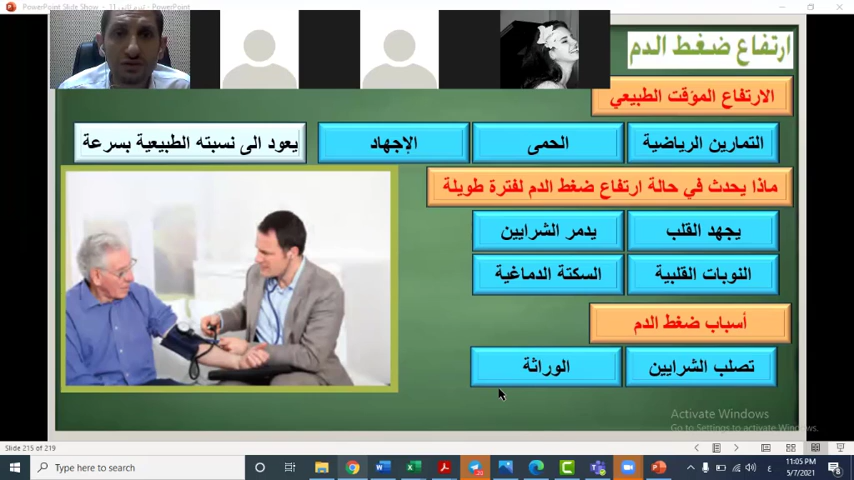 PowerPoint Slide Show
PowerPoint
ارتفاع ضغط الدم
الارتفاع المؤقت الطبيعي
التمارين الرياضية
الحمى
الإجهاد
يعود الى نسبته الطبيعية بسرعة
ماذا يحدث في حالة ارتفاع ضغط الدم لفترة طويلة
يجهد القلب
يدمر الشرايين
النوبات القلبية
السكتة الدماغية
أسباب ضغط الدم
تصلب الشرايين
الوراثة
Activate Windows
Go to Settings to activate Windows.
Slide 215 of 219
Type here to search
ع
11:05 PM
5/7/2021